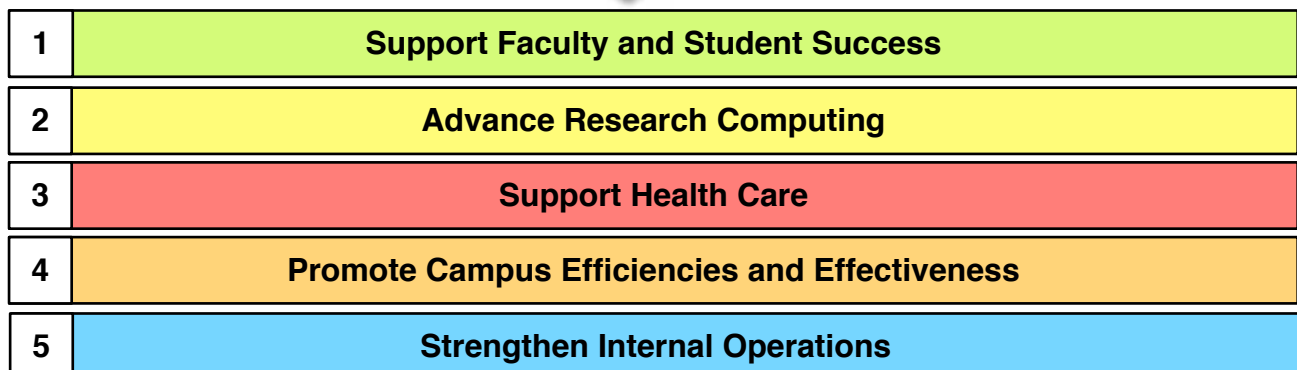 1 Support Faculty and Student Success
2 Advance Research Computing
3 Support Health Care
4 Promote Campus Efficiencies and Effectiveness
5 Strengthen Internal Operations